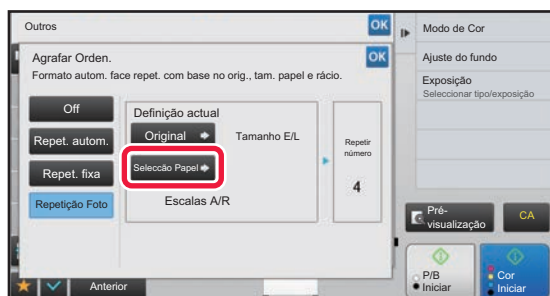 Outros
OK
Agrafar Orden.
OK
Formato autom. face repet. com base no orig., tam. papel e rácio.
Off
Repet. autom.
Repet. fixa
Repetição Foto
Definição actual
Original
Tamanho E/L
Seleccão Papel
Escalas A/R
Repetir
número
4
Anterior
Modo de Cor
Ajuste do fundo
Exposição
Seleccionar tipo/exposição
Pré-
visualização
CA
P/B
Iniciar
Cor
Iniciar